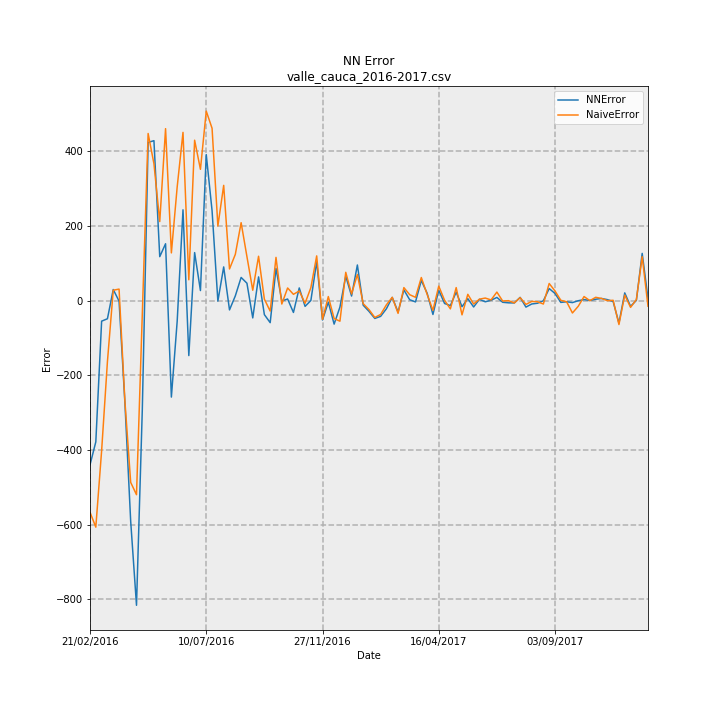 NN Error
valle_cauca_2016-2017.csv
NNError
NaiveError
400
200
0
−200
−400
−600
−800
Error
21/02/2016
10/07/2016
27/11/2016
16/04/2017
03/09/2017
Date